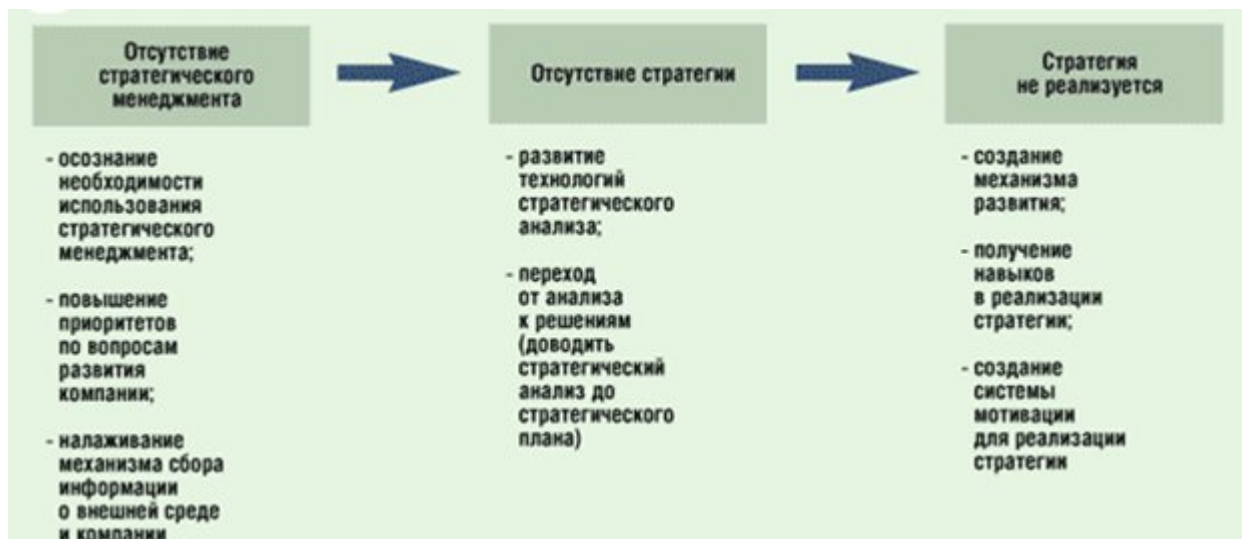 Отсутствие
стратегического
менеджмента
- осознание
необходимости
использования
стратегического
менеджмента;
- повышение
приоритетов
по вопросам
развития
компании;
- налаживание
механизма сбора
информации
о внешней среде
и компании
Отсутствие стратегии
- развитие
технологий
стратегического
анализа;
- переход
от анализа
к решениям
(доводить
стратегический
анализ до
стратегического
плана)
Стратегия
не реализуется
- создание
механизма
развития;
- получение
навыков
в реализации
стратегии;
- создание
системы
мотивации
для реализации
стратегии